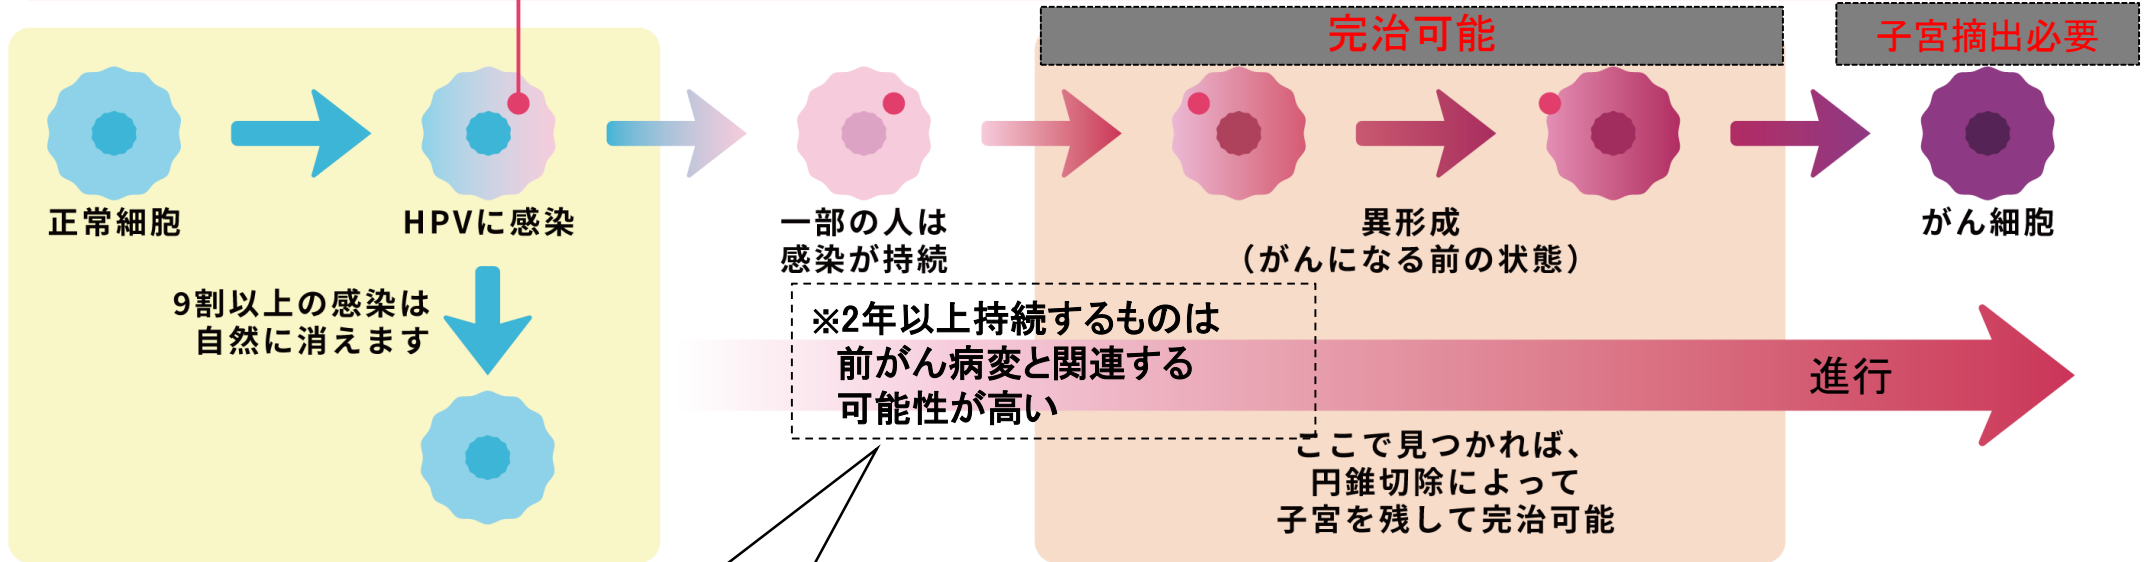 完治可能
子宮摘出必要
正常細胞
HPVに感染
一部の人は
感染が持続
異形成
（がんになる前の状態）
がん細胞
9割以上の感染は
自然に消えます
※2年以上持続するものは
前がん病変と関連する
可能性が高い
進行
ここで見つかれば、
円錐切除によって
子宮を残して完治可能